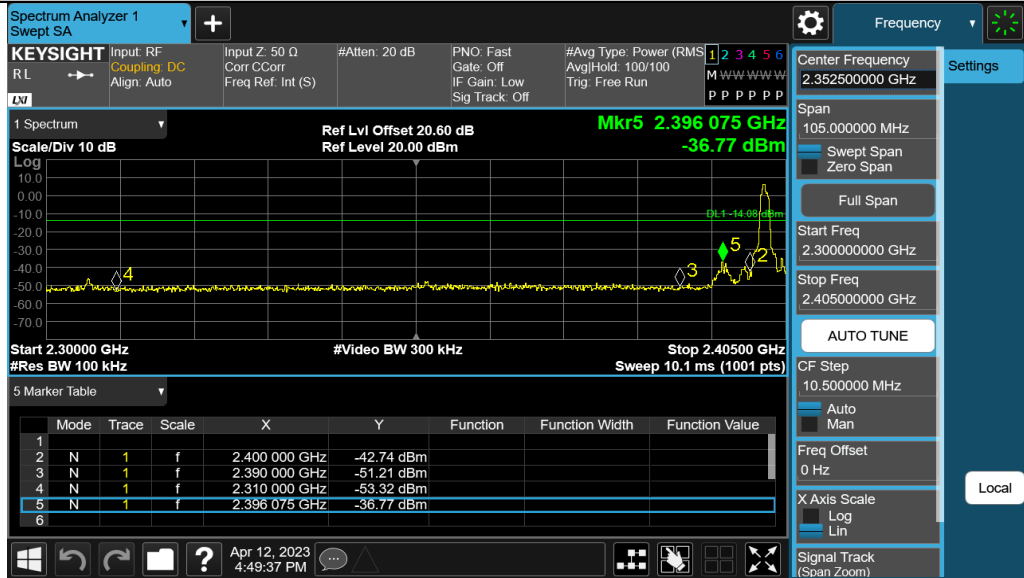 Spectrum Analyzer 1
Swept SA
Frequency
KEYSIGHT
R L
LXI
Input: RF
Coupling: DC
Align: Auto
Input Z: 50 Ω
Corr CCorr
Freq Ref: Int (S)
#Atten: 20 dB
PNO: Fast
Gate: Off
IF Gain: Low
Sig Track: Off
#Avg Type: Power (RMS
Avg|Hold: 100/100
Trig: Free Run
1 2 3 4 5 6
M W W W W W
P P P P P P
1 Spectrum
Scale/Div 10 dB
Ref Lvl Offset 20.60 dB
Ref Level 20.00 dBm
Mkr5 2.396 075 GHz
-36.77 dBm
Log
10.0
0.00
-10.0
-20.0
-30.0
-40.0
-50.0
-60.0
-70.0
DL1 -14.08 dBm
4
3
5
2
Start 2.30000 GHz
#Video BW 300 kHz
Stop 2.40500 GHz
#Res BW 100 kHz
Sweep 10.1 ms (1001 pts)
5 Marker Table
Mode Trace Scale X Y Function Function Width Function Value
1
2 N 1 f 2.400 000 GHz -42.74 dBm
3 N 1 f 2.390 000 GHz -51.21 dBm
4 N 1 f 2.310 000 GHz -53.32 dBm
5 N 1 f 2.396 075 GHz -36.77 dBm
6
Center Frequency
2.352500000 GHz
Settings
Span
105.000000 MHz
Swept Span
Zero Span
Full Span
Start Freq
2.300000000 GHz
Stop Freq
2.405000000 GHz
AUTO TUNE
CF Step
10.500000 MHz
Auto
Man
Freq Offset
0 Hz
X Axis Scale
Log
Lin
Signal Track
(Span Zoom)
Local
?
Apr 12, 2023
4:49:37 PM